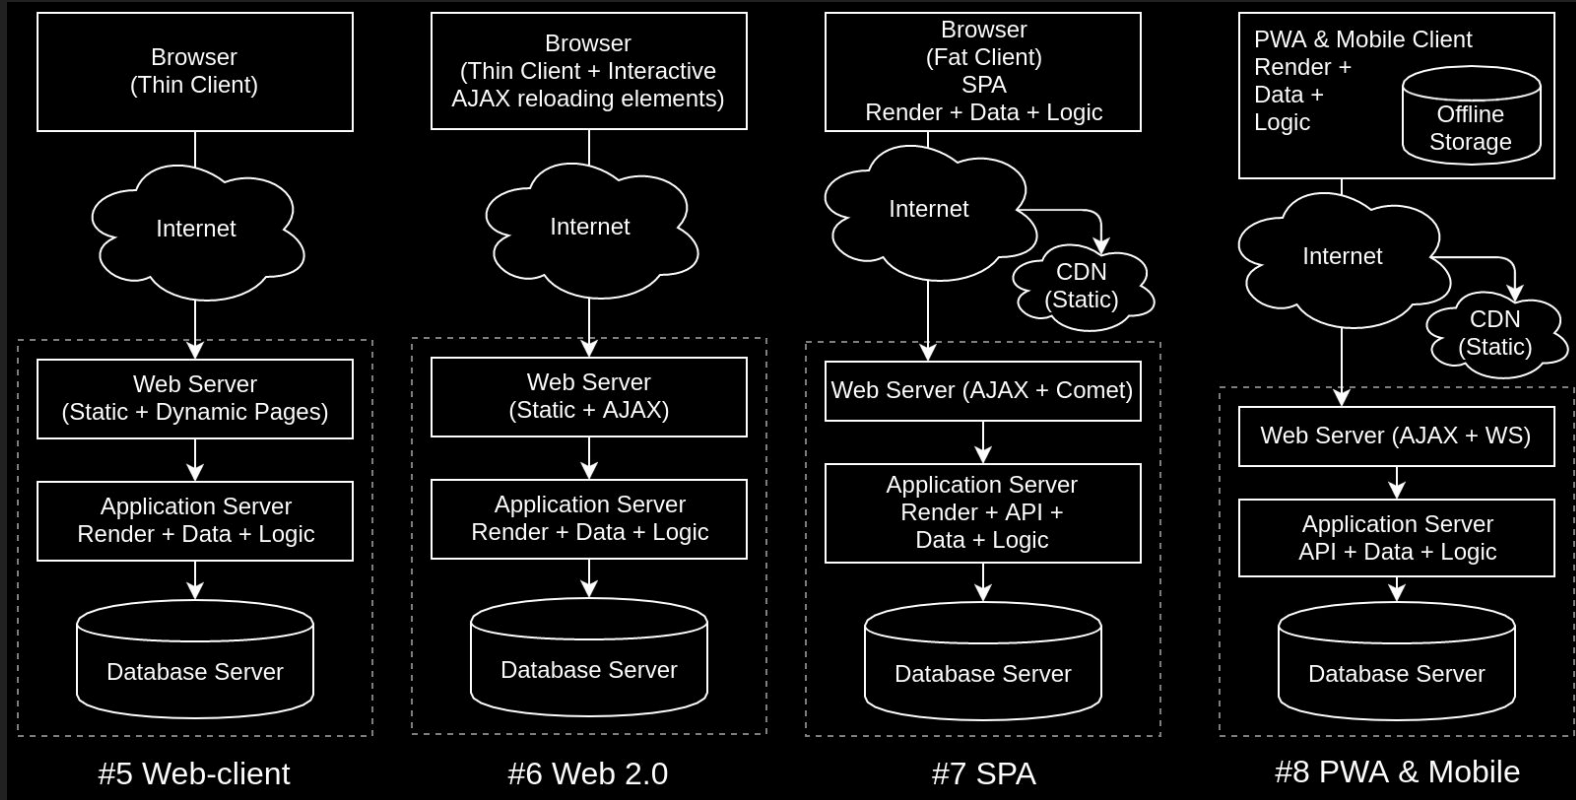 Browser
(Thin Client)
Internet
Web Server
(Static + Dynamic Pages)
Application Server
Render + Data + Logic
Database Server
#5 Web-client
Browser
(Thin Client + Interactive
AJAX reloading elements)
Internet
Web Server
(Static + AJAX)
Application Server
Render + Data + Logic
Database Server
#6 Web 2.0
Browser
(Fat Client)
SPA
Render + Data + Logic
Internet
CDN
(Static)
Web Server (AJAX + Comet)
Application Server
Render + API +
Data + Logic
Database Server
#7 SPA
PWA & Mobile Client
Render +
Data +
Logic
Offline
Storage
Internet
CDN
(Static)
Web Server (AJAX + WS)
Application Server
API + Data + Logic
Database Server
#8 PWA & Mobile